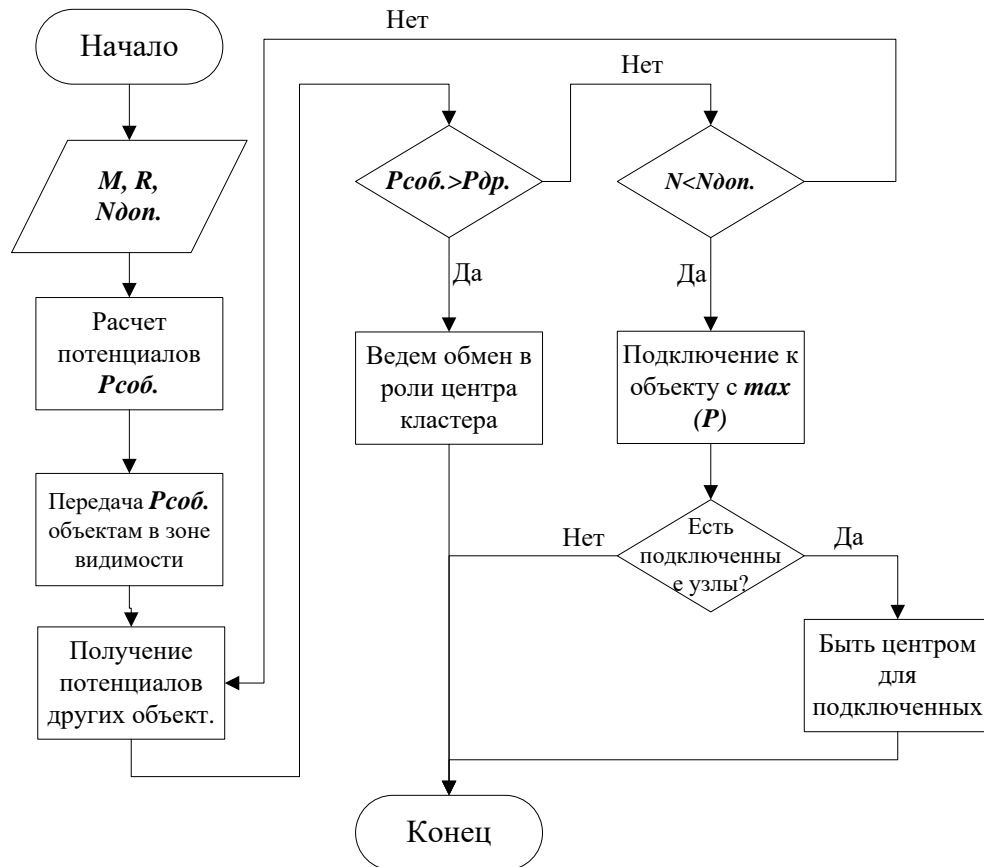 Начало
M, R,
Nдоп.
Расчет
потенциалов
Pсоб.
Передача Pсоб.
объектам в зоне
видимости
Получение
потенциалов
других объект.
Pсоб.>Pдр.
Да
Нет
Ведем обмен в
роли центра
кластера
N<Nдоп.
Нет
Да
Подключение к
объекту с max
(P)
Есть
подключенны
е узлы?
Нет
Да
Быть центром
для
подключенных
Конец